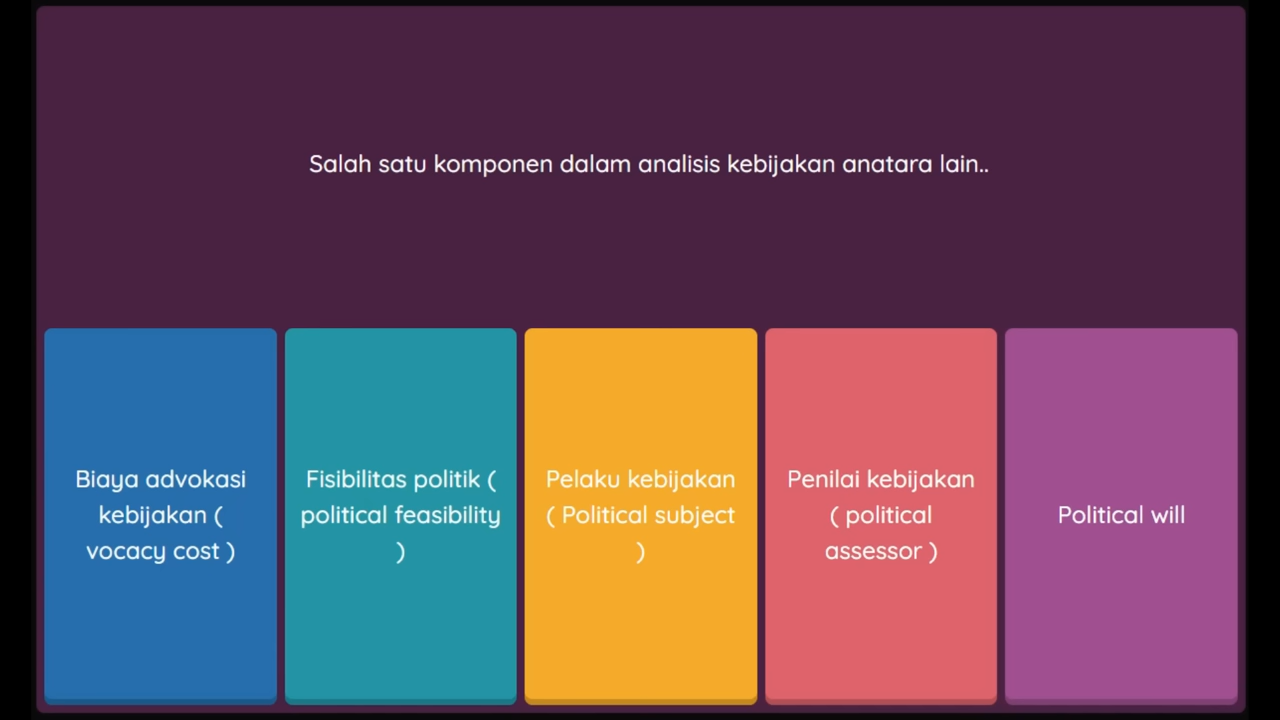 Salah satu komponen dalam analisis kebijakan anatara lain..
Biaya advokasi
kebijakan (
vocacy cost )
Fisibilitas politik (
political feasibility
)
Pelaku kebijakan
( Political subject
)
Penilai kebijakan
( political
assessor )
Political will